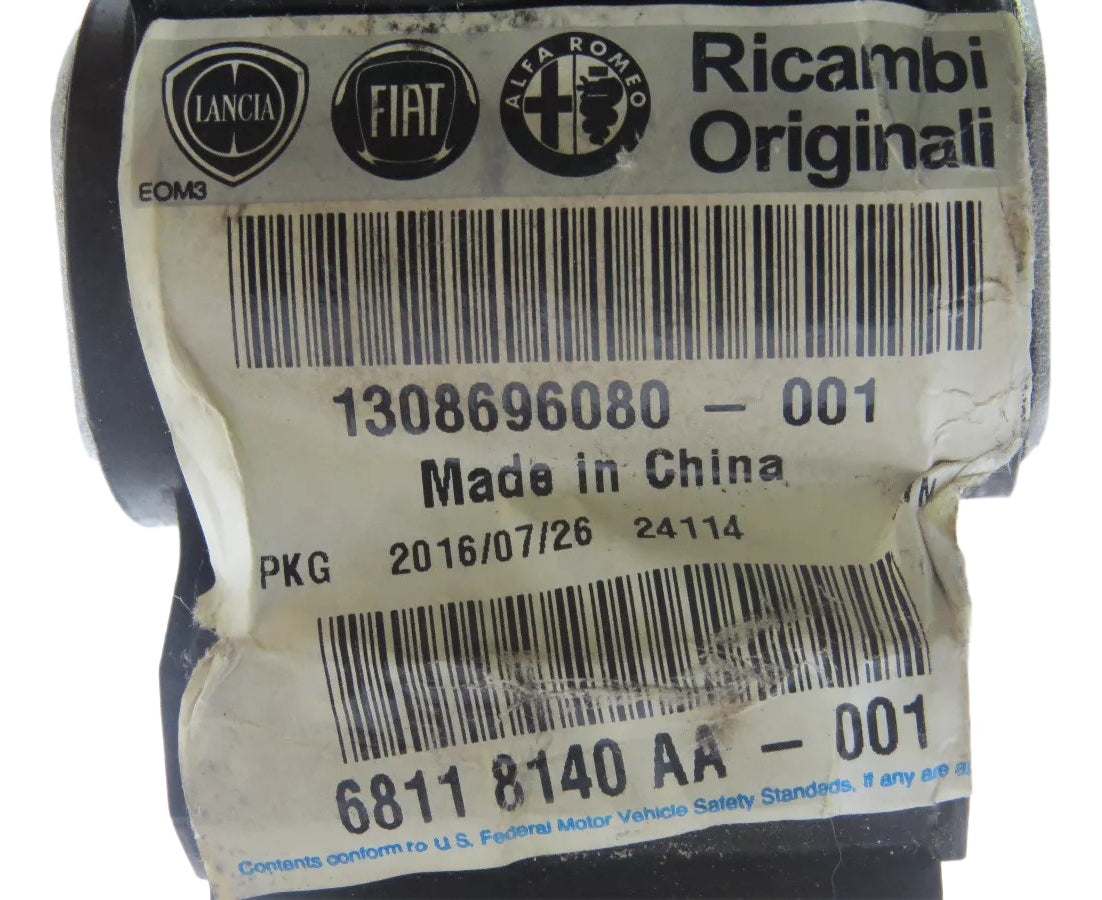 LANCIA FIAT ALFA ROMEO Ricambi
Originali
EOM3
1308696080 - 001
Made in China
PKG 2016/07/26 24114
6811 8140 AA - 001
Contents conform to U S. Federal Motor Vehicle Safety Standads. If any are